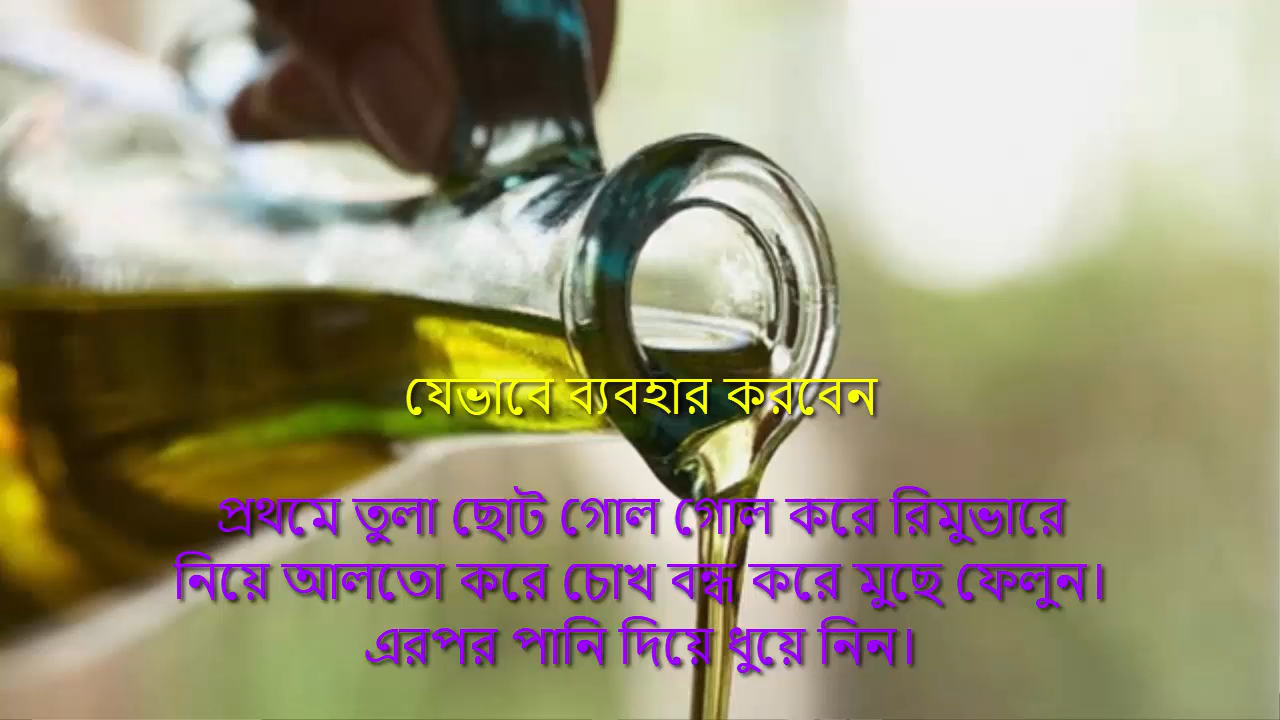 যেভাবে ব্যবহার করবেন
প্রথমে তুলা ছোট গোল গোল করে রিমুভারে
নিয়ে আলতো করে চোখ বন্ধ করে মুছে ফেলুন।
এরপর পানি দিয়ে ধুয়ে নিন।